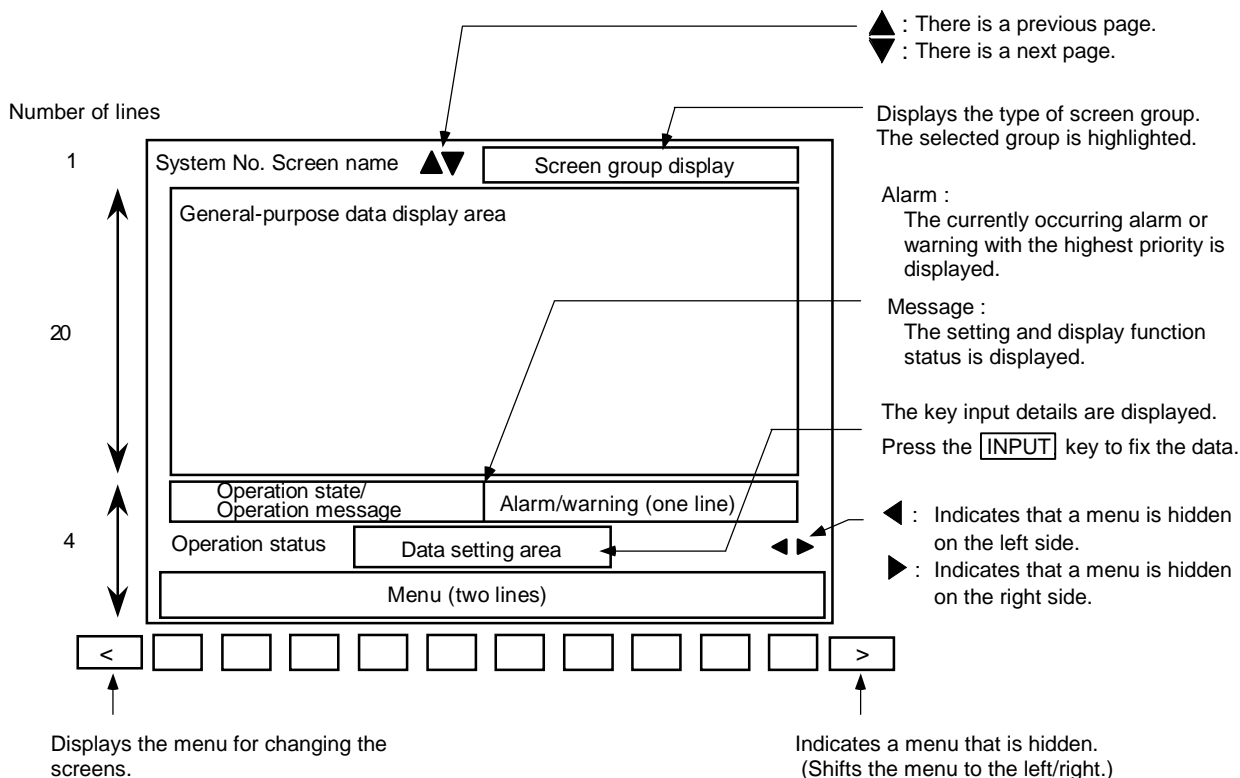 ▲ : There is a previous page.
▼ : There is a next page.
Number of lines
Displays the type of screen group.
The selected group is highlighted.
1
System No. Screen name ▲▼
Screen group display
General-purpose data display area
Alarm :
The currently occurring alarm or
warning with the highest priority is
displayed.
20
Message :
The setting and display function
status is displayed.
The key input details are displayed.
Press the INPUT key to fix the data.
Operation state/
Operation message
Alarm/warning (one line)
4
Operation status
Data setting area
◀ ▶
◀ : Indicates that a menu is hidden
on the left side.
▶ : Indicates that a menu is hidden
on the right side.
Menu (two lines)
<
>
Displays the menu for changing the
screens.
Indicates a menu that is hidden.
(Shifts the menu to the left/right.)